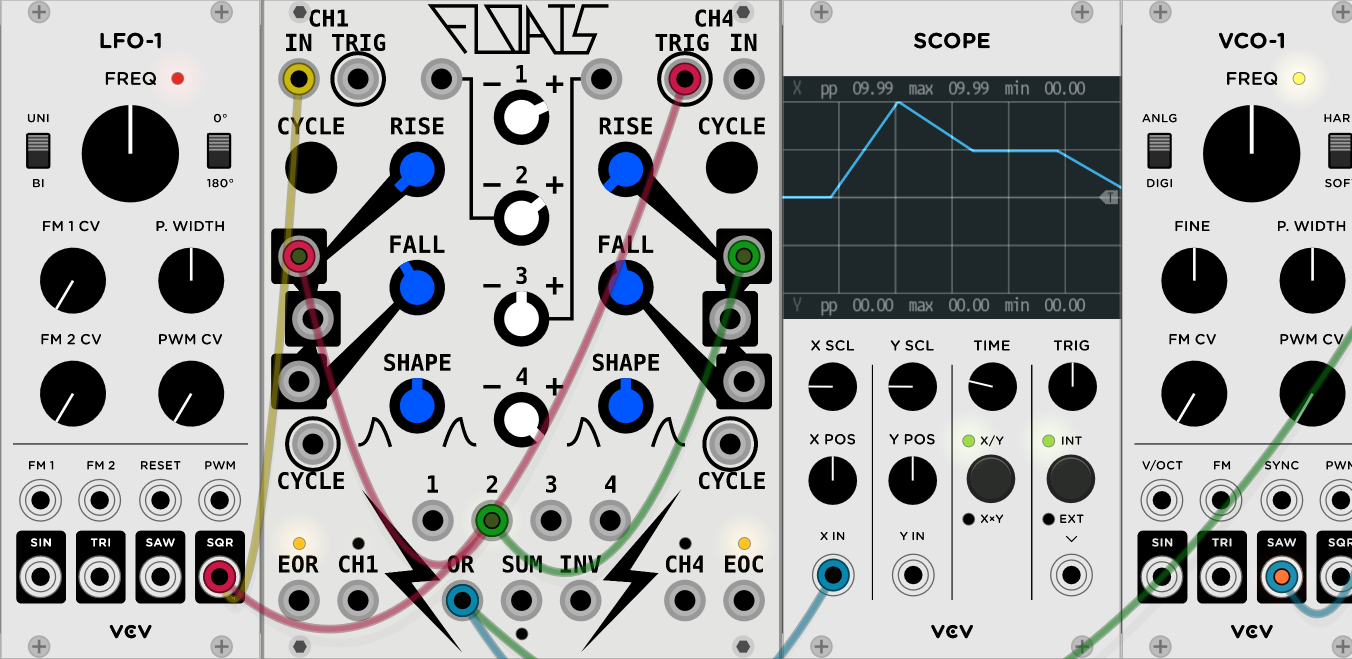 LFO-1
FREQ
UNI
0°
BI
180°
FM 1 CV
P. WIDTH
FM 2 CV
PWM CV
FM 1
FM 2
RESET
PWM
SIN
TRI
SAW
SQR
VCV
CH1
CH4
IN
TRIG
TRIG
IN
1
− +
CYCLE
RISE
RISE
CYCLE
2
− +
FALL
FALL
3
− +
SHAPE
SHAPE
4
− +
CYCLE
CYCLE
1
2
3
4
EOR
CH1
OR
SUM
INV
CH4
EOC
SCOPE
X pp 09.99 max 09.99 min 00.00
T
Y pp 00.00 max 00.00 min 00.00
X SCL
Y SCL
TIME
TRIG
X POS
Y POS
X/Y
INT
X×Y
EXT
X IN
Y IN
VCV
VCO-1
FREQ
ANLG
HAR
DIGI
SOF
FINE
P. WIDTH
FM CV
PWM CV
V/OCT
FM
SYNC
PWM
SIN
TRI
SAW
SQR
VCV